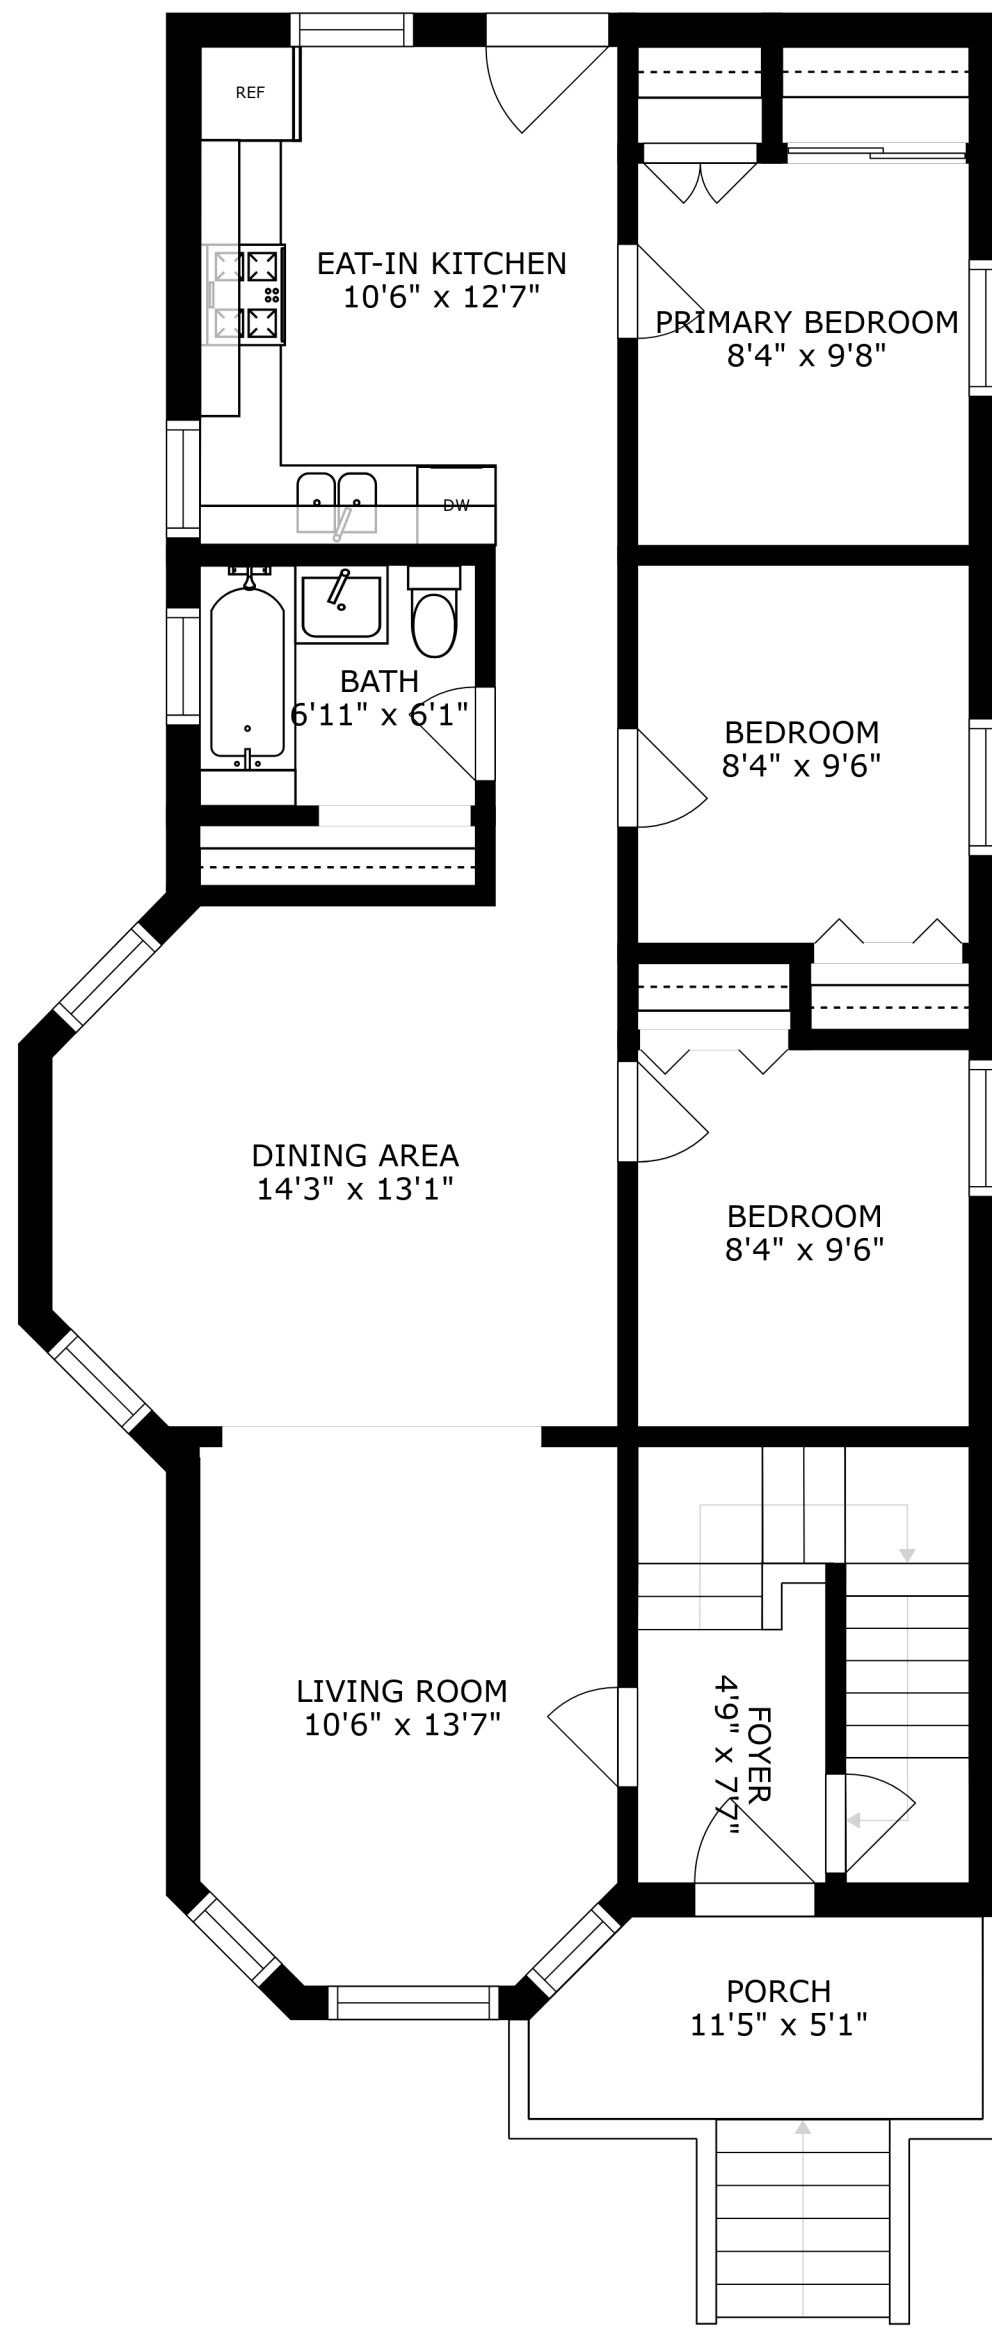 REF
EAT-IN KITCHEN
10'6" x 12'7"
PRIMARY BEDROOM
8'4" x 9'8"
DW
BATH
6'11" x 6'1"
BEDROOM
8'4" x 9'6"
DINING AREA
14'3" x 13'1"
BEDROOM
8'4" x 9'6"
LIVING ROOM
10'6" x 13'7"
FOYER
4'9" x 7'7"
PORCH
11'5" x 5'1"